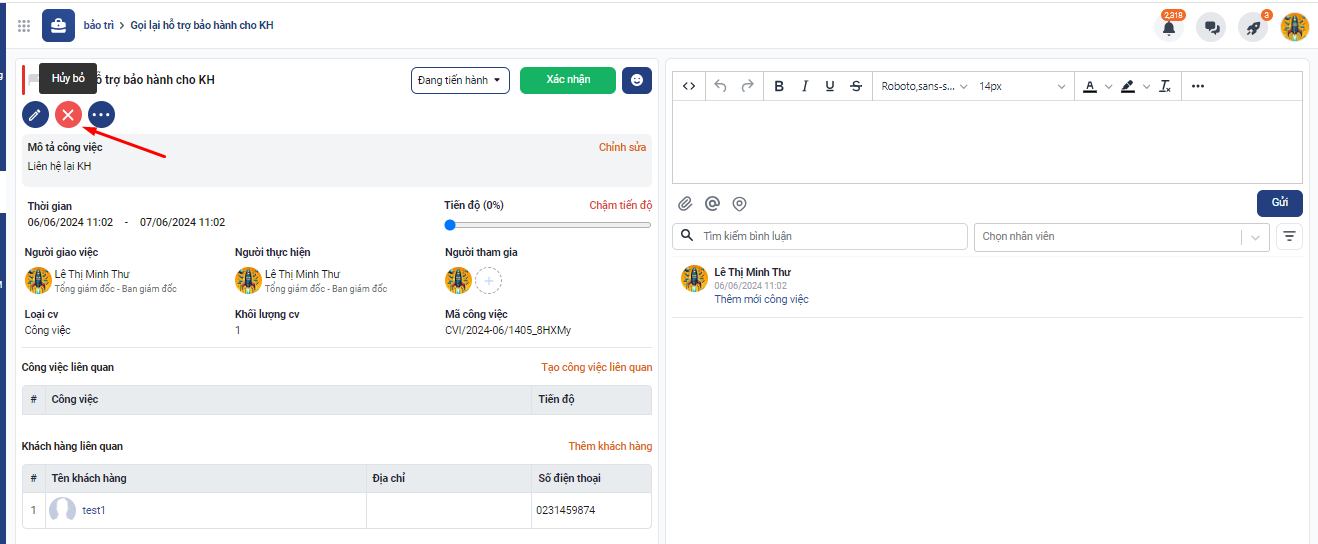 bảo trì > Gọi lại hỗ trợ bảo hành cho KH
2,318
3
Hủy bỏ
hỗ trợ bảo hành cho KH
Đang tiến hành
Xác nhận
Mô tả công việc
Chỉnh sửa
Liên hệ lại KH
Thời gian
06/06/2024 11:02 - 07/06/2024 11:02
Tiến độ (0%)
Chậm tiến độ
Người giao việc
Người thực hiện
Người tham gia
Lê Thị Minh Thư
Tổng giám đốc - Ban giám đốc
Lê Thị Minh Thư
Tổng giám đốc - Ban giám đốc
Loại cv
Khối lượng cv
Mã công việc
Công việc
1
CVI/2024-06/1405_8HXMy
Công việc liên quan
Tạo công việc liên quan
# Công việc Tiến độ
Khách hàng liên quan
Thêm khách hàng
# Tên khách hàng Địa chỉ Số điện thoại
1 test1 0231459874
B I U S Roboto,sans-s... 14px A
Gửi
Tìm kiếm bình luận
Chọn nhân viên
Lê Thị Minh Thư
06/06/2024 11:02
Thêm mới công việc